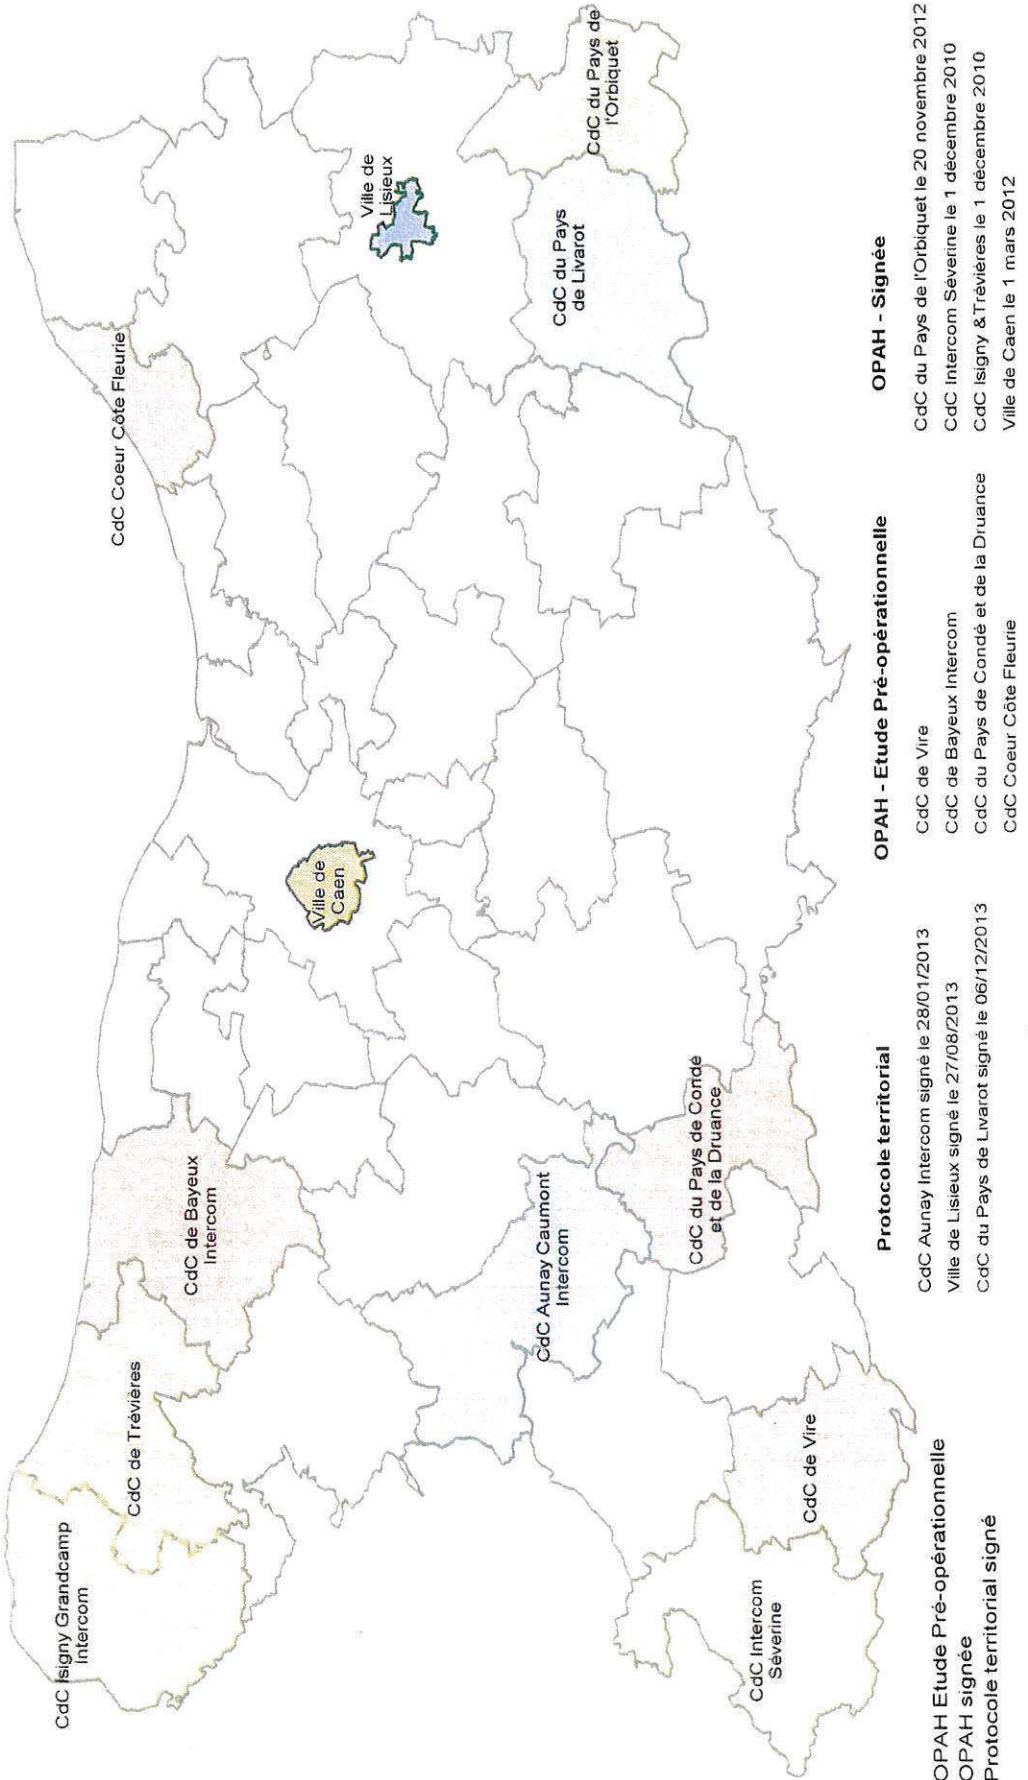 CdC Isigny Grandcamp
Intercom
CdC de Trévières
CdC de Bayeux
Intercom
CdC Coeur Côte Fleurie
Ville de
Caen
Ville de
Lisieux
CdC Aunay Caumont
Intercom
CdC du Pays
de Livarot
CdC du Pays de
l'Orbiquet
CdC du Pays de Condé
et de la Druance
CdC Intercom
Séverine
CdC de Vire
OPAH Etude Pré-opérationnelle
OPAH signée
Protocole territorial signé
Protocole territorial
CdC Aunay Intercom signé le 28/01/2013
Ville de Lisieux signé le 27/08/2013
CdC du Pays de Livarot signé le 06/12/2013
OPAH - Etude Pré-opérationnelle
CdC de Vire
CdC de Bayeux Intercom
CdC du Pays de Condé et de la Druance
CdC Coeur Côte Fleurie
OPAH - Signée
CdC du Pays de l'Orbiquet le 20 novembre 2012
CdC Intercom Séverine le 1 décembre 2010
CdC Isigny &Trévières le 1 décembre 2010
Ville de Caen le 1 mars 2012